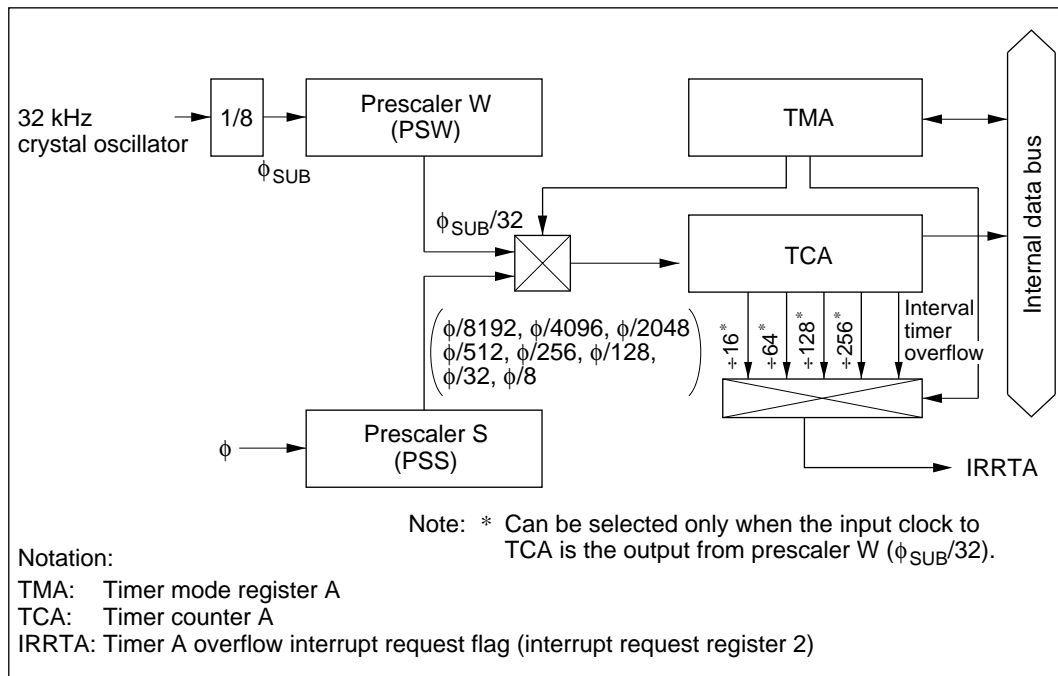 32 kHz
crystal oscillator
1/8
ϕSUB
Prescaler W
(PSW)
TMA
Internal data bus
ϕSUB/32
TCA
ϕ/8192, ϕ/4096, ϕ/2048
ϕ/512, ϕ/256, ϕ/128,
ϕ/32, ϕ/8
÷16*
÷64*
÷128*
÷256*
Interval
timer
overflow
ϕ
Prescaler S
(PSS)
IRRTA
Note: * Can be selected only when the input clock to
TCA is the output from prescaler W (ϕSUB/32).
Notation:
TMA: Timer mode register A
TCA: Timer counter A
IRRTA: Timer A overflow interrupt request flag (interrupt request register 2)